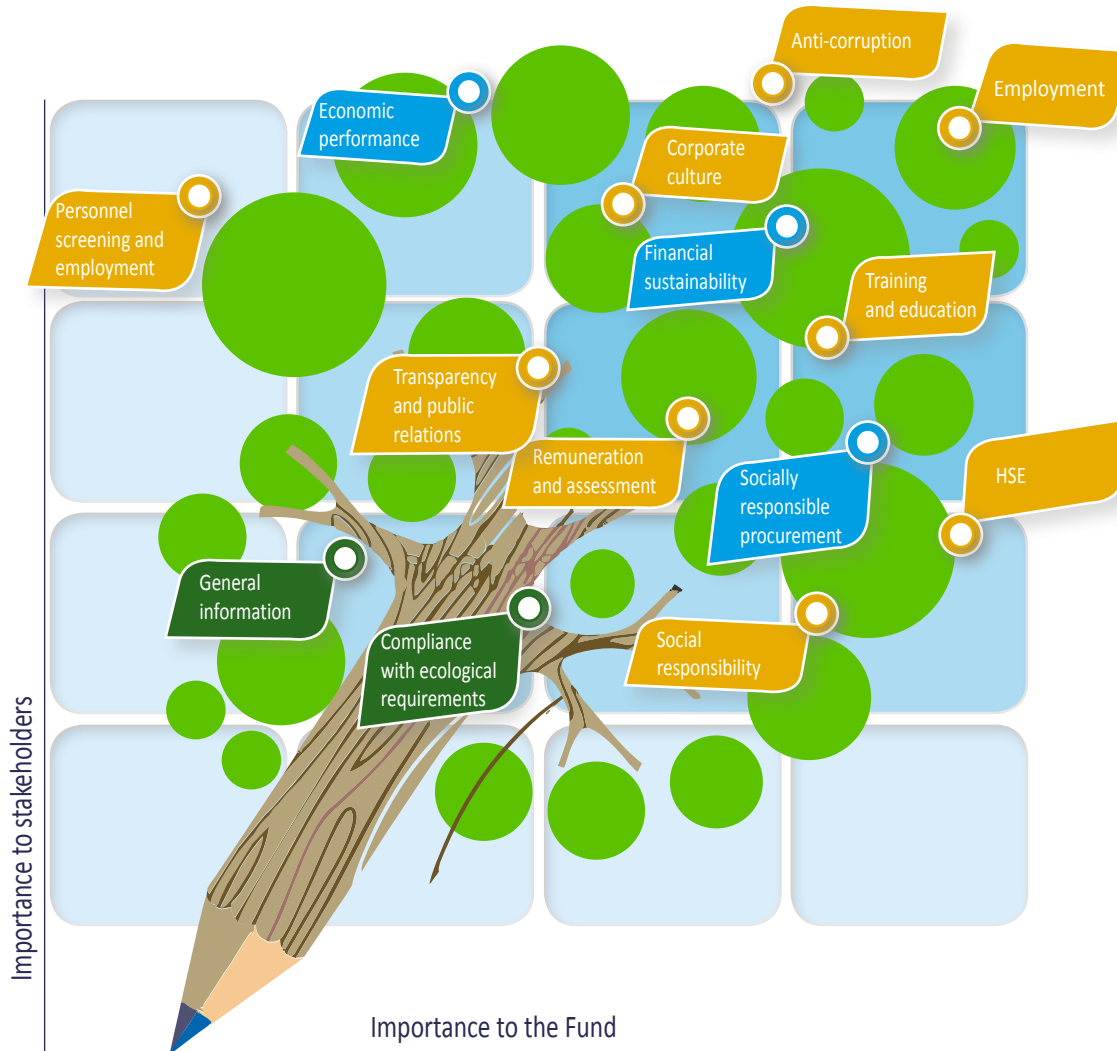 Anti-corruption
Employment
Economic
performance
Corporate
culture
Personnel
screening and
employment
Financial
sustainability
Training
and education
Transparency
and public
relations
Remuneration
and assessment
Socially
responsible
procurement
HSE
General
information
Compliance
with ecological
requirements
Social
responsibility
Importance to stakeholders
Importance to the Fund